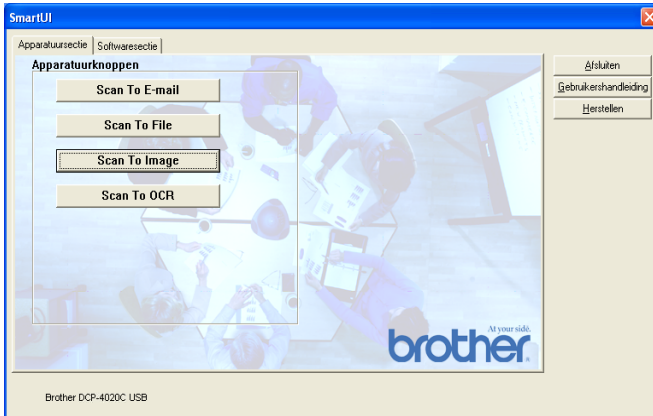 SmartUI
Apparatuursectie Softwaresectie
Apparatuurknoppen
Scan To E-mail
Scan To File
Scan To Image
Scan To OCR
Afsluiten
Gebruikershandleiding
Herstellen
At your side.
brother
Brother DCP-4020C USB